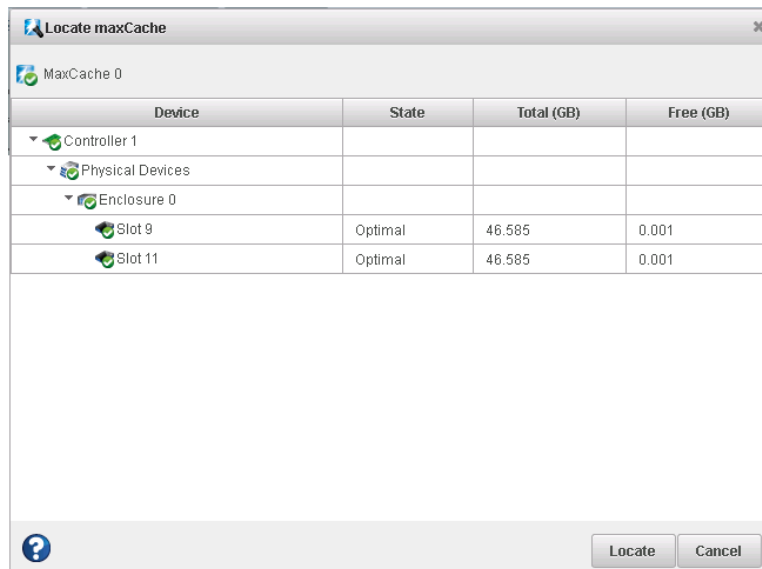 Locate maxCache
MaxCache 0
Device State Total (GB) Free (GB)
Controller 1
Physical Devices
Enclosure 0
Slot 9 Optimal 46.585 0.001
Slot 11 Optimal 46.585 0.001
Locate Cancel